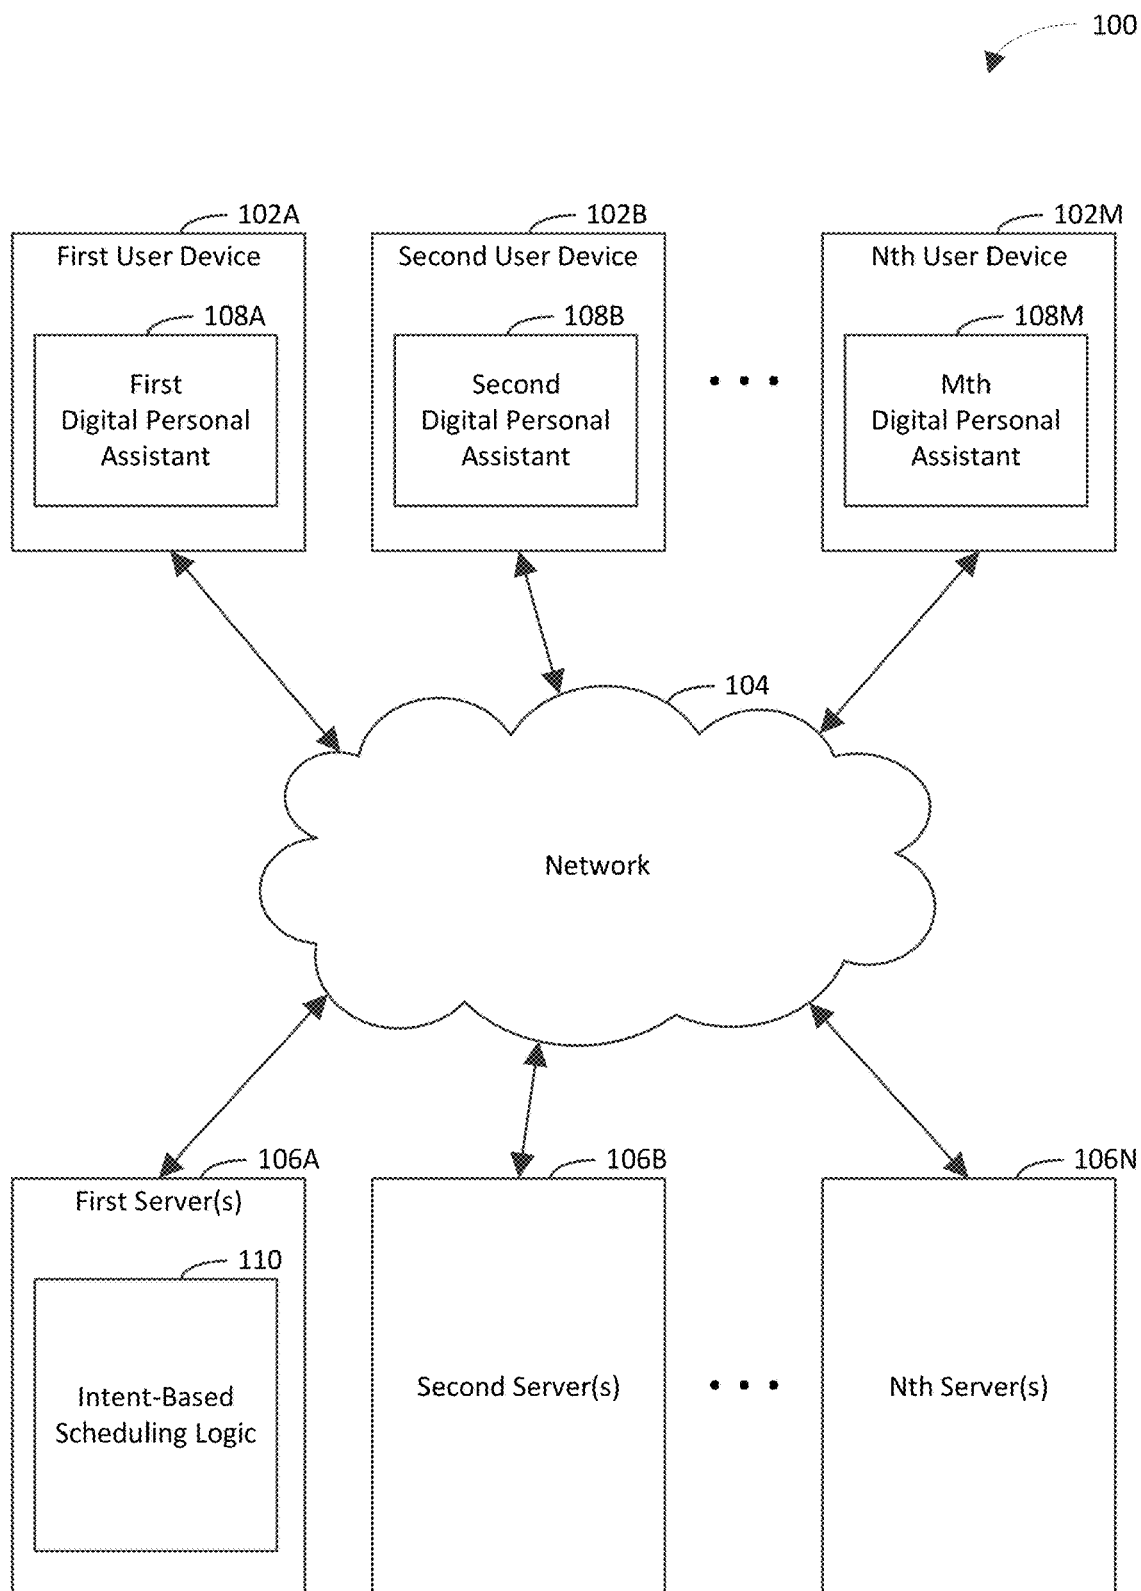 100
102A
102B
102M
First User Device
Second User Device
Nth User Device
108A
108B
108M
First
Digital Personal
Assistant
Second
Digital Personal
Assistant
Mth
Digital Personal
Assistant
104
Network
106A
106B
106N
First Server(s)
110
Intent-Based
Scheduling Logic
Second Server(s)
Nth Server(s)